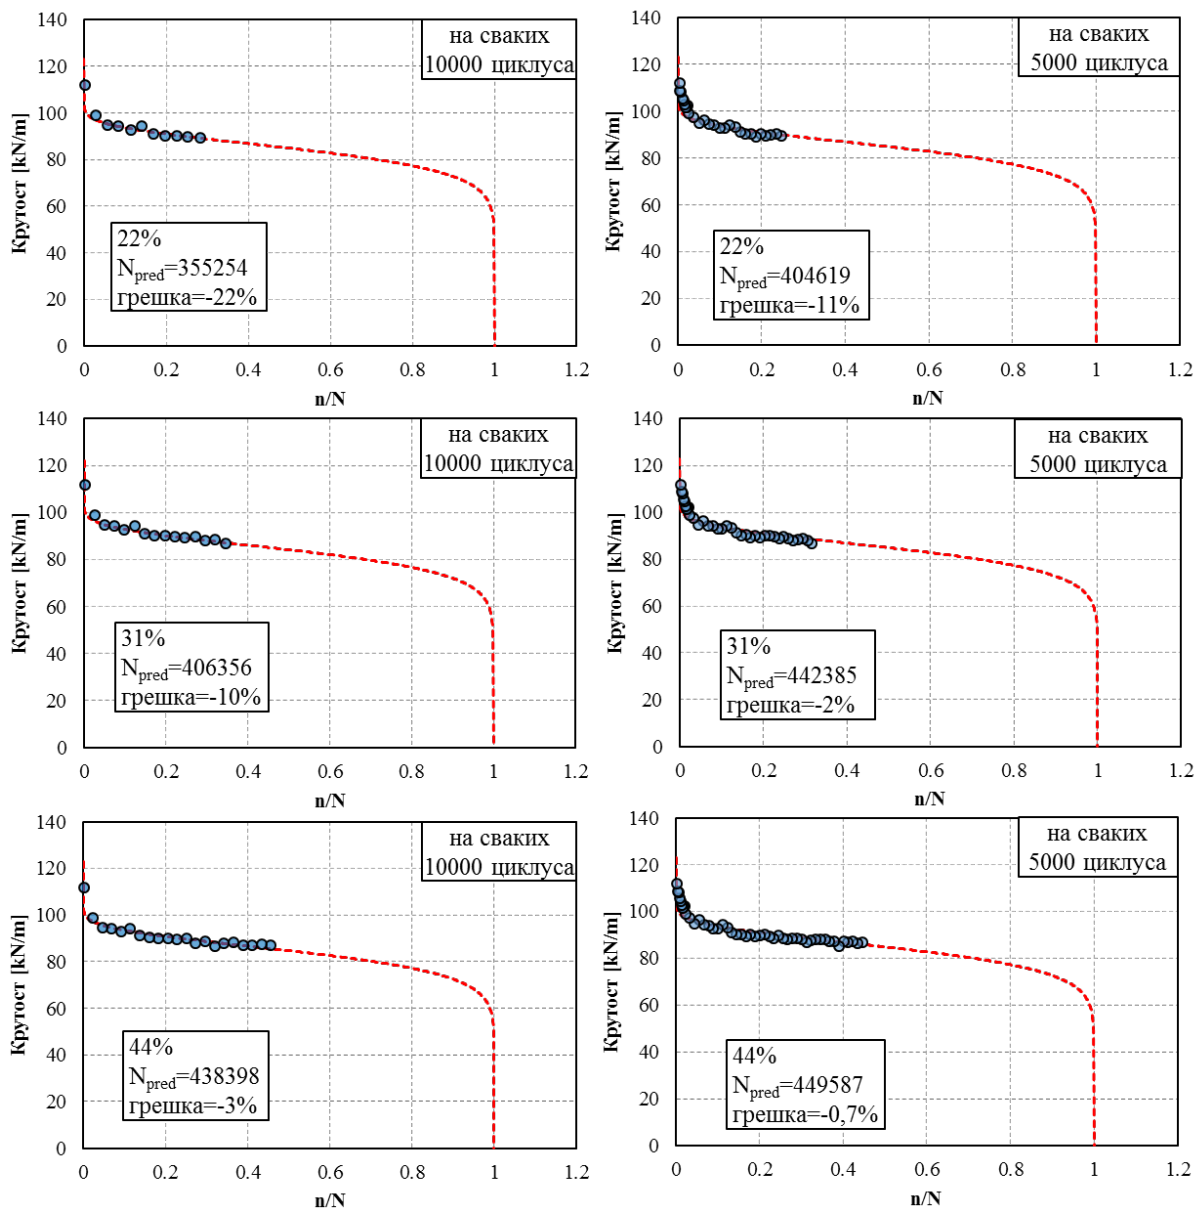 140
120
100
80
60
40
20
0
Крутост [kN/m]
на сваких
10000 циклуса
22%
Npred=355254
грешка=-22%
0 0.2 0.4 0.6 0.8 1 1.2
n/N
140
120
100
80
60
40
20
0
Крутост [kN/m]
на сваких
5000 циклуса
22%
Npred=404619
грешка=-11%
0 0.2 0.4 0.6 0.8 1 1.2
n/N
140
120
100
80
60
40
20
0
Крутост [kN/m]
на сваких
10000 циклуса
31%
Npred=406356
грешка=-10%
0 0.2 0.4 0.6 0.8 1 1.2
n/N
140
120
100
80
60
40
20
0
Крутост [kN/m]
на сваких
5000 циклуса
31%
Npred=442385
грешка=-2%
0 0.2 0.4 0.6 0.8 1 1.2
n/N
140
120
100
80
60
40
20
0
Крутост [kN/m]
на сваких
10000 циклуса
44%
Npred=438398
грешка=-3%
0 0.2 0.4 0.6 0.8 1 1.2
n/N
140
120
100
80
60
40
20
0
Крутост [kN/m]
на сваких
5000 циклуса
44%
Npred=449587
грешка=-0,7%
0 0.2 0.4 0.6 0.8 1 1.2
n/N